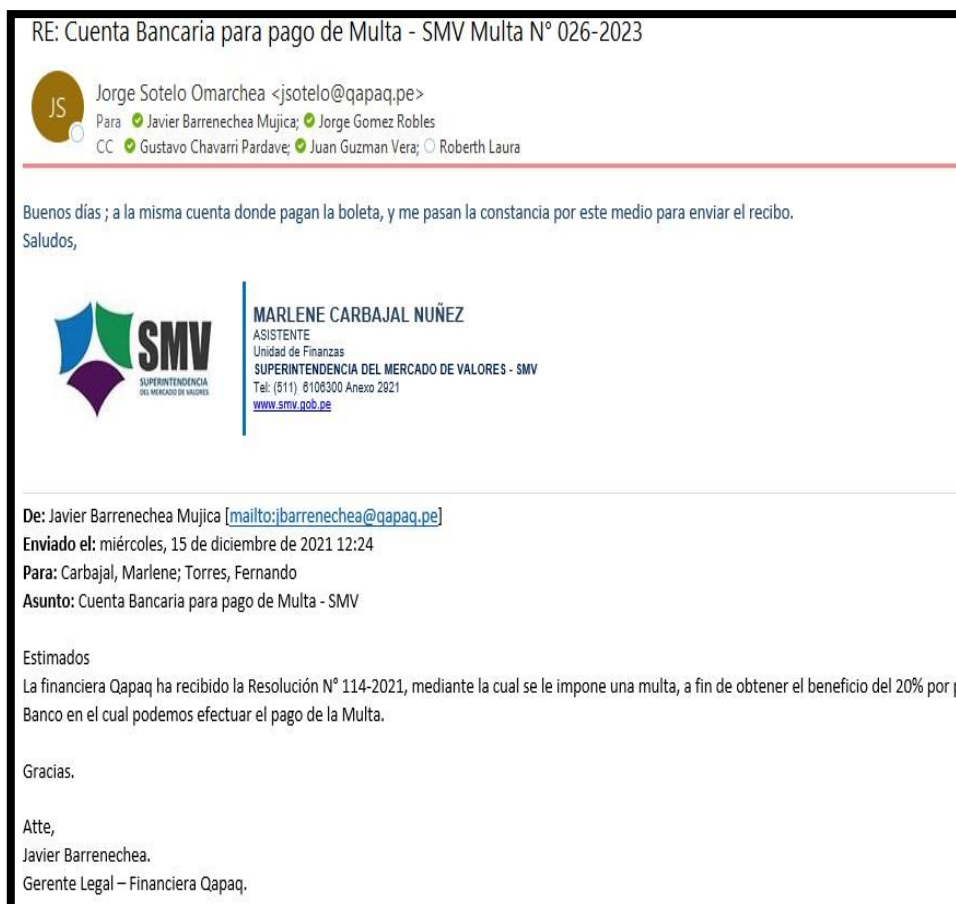 RE: Cuenta Bancaria para pago de Multa - SMV Multa N° 026-2023
JS
Jorge Sotelo Omarchea <jsotelo@qapaq.pe>
Para Javier Barrenechea Mujica; Jorge Gomez Robles
CC Gustavo Chavarri Pardave; Juan Guzman Vera; Roberth Laura
Buenos días ; a la misma cuenta donde pagan la boleta, y me pasan la constancia por este medio para enviar el recibo.
Saludos,
SMV
SUPERINTENDENCIA
DEL MERCADO DE VALORES
MARLENE CARBAJAL NUÑEZ
ASISTENTE
Unidad de Finanzas
SUPERINTENDENCIA DEL MERCADO DE VALORES - SMV
Tel: (511) 6106300 Anexo 2921
www.smv.gob.pe
De: Javier Barrenechea Mujica [mailto:jbarrenechea@qapaq.pe]
Enviado el: miércoles, 15 de diciembre de 2021 12:24
Para: Carbajal, Marlene; Torres, Fernando
Asunto: Cuenta Bancaria para pago de Multa - SMV
Estimados
La financiera Qapaq ha recibido la Resolución N° 114-2021, mediante la cual se le impone una multa, a fin de obtener el beneficio del 20% por
Banco en el cual podemos efectuar el pago de la Multa.
Gracias.
Atte,
Javier Barrenechea.
Gerente Legal – Financiera Qapaq.